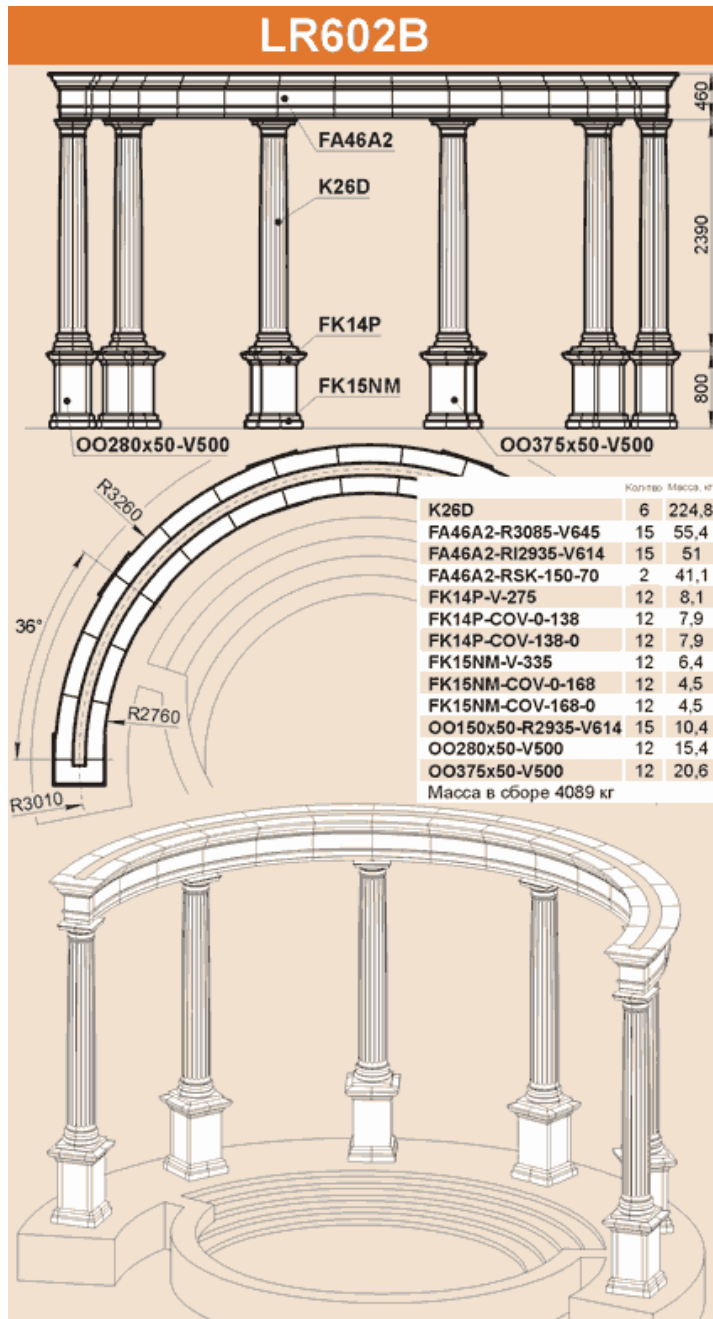 LR602B
460
FA46A2
K26D
2390
FK14P
FK15NM
800
OO280x50-V500
OO375x50-V500
R3260
36°
R2760
R3010
Кол-тво Масса, кг
K26D 6 224,8
FA46A2-R3085-V645 15 55,4
FA46A2-RI2935-V614 15 51
FA46A2-RSK-150-70 2 41,1
FK14P-V-275 12 8,1
FK14P-COV-0-138 12 7,9
FK14P-COV-138-0 12 7,9
FK15NM-V-335 12 6,4
FK15NM-COV-0-168 12 4,5
FK15NM-COV-168-0 12 4,5
OO150x50-R2935-V614 15 10,4
OO280x50-V500 12 15,4
OO375x50-V500 12 20,6
Масса в сборе 4089 кг